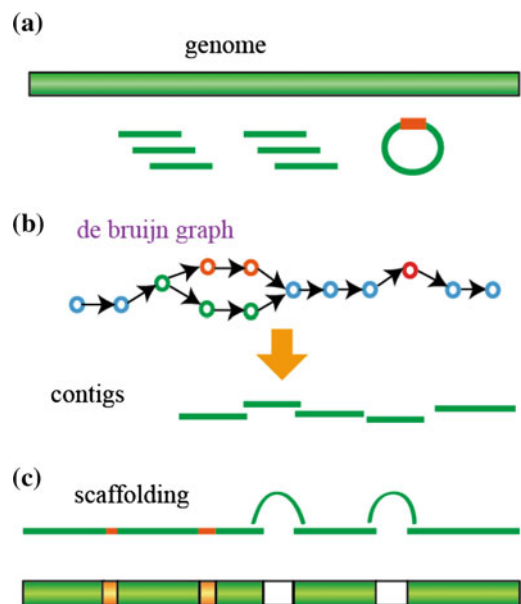 (a)
genome
(b)
de bruijn graph
contigs
(c)
scaffolding